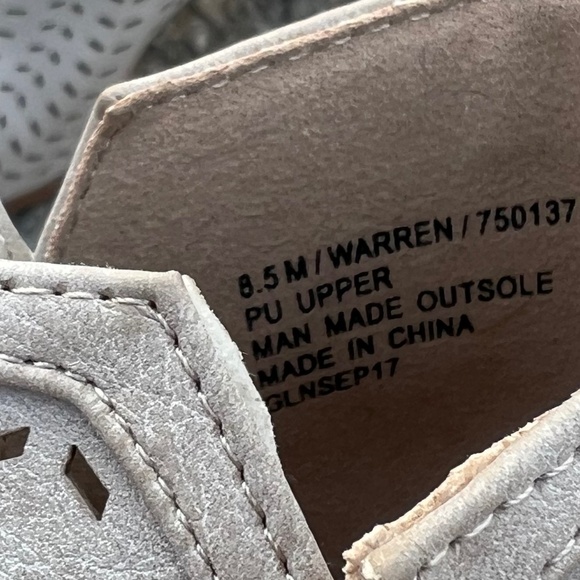 8.5 M / WARREN / 750137
PU UPPER
MAN MADE OUTSOLE
MADE IN CHINA
GLNSEP17